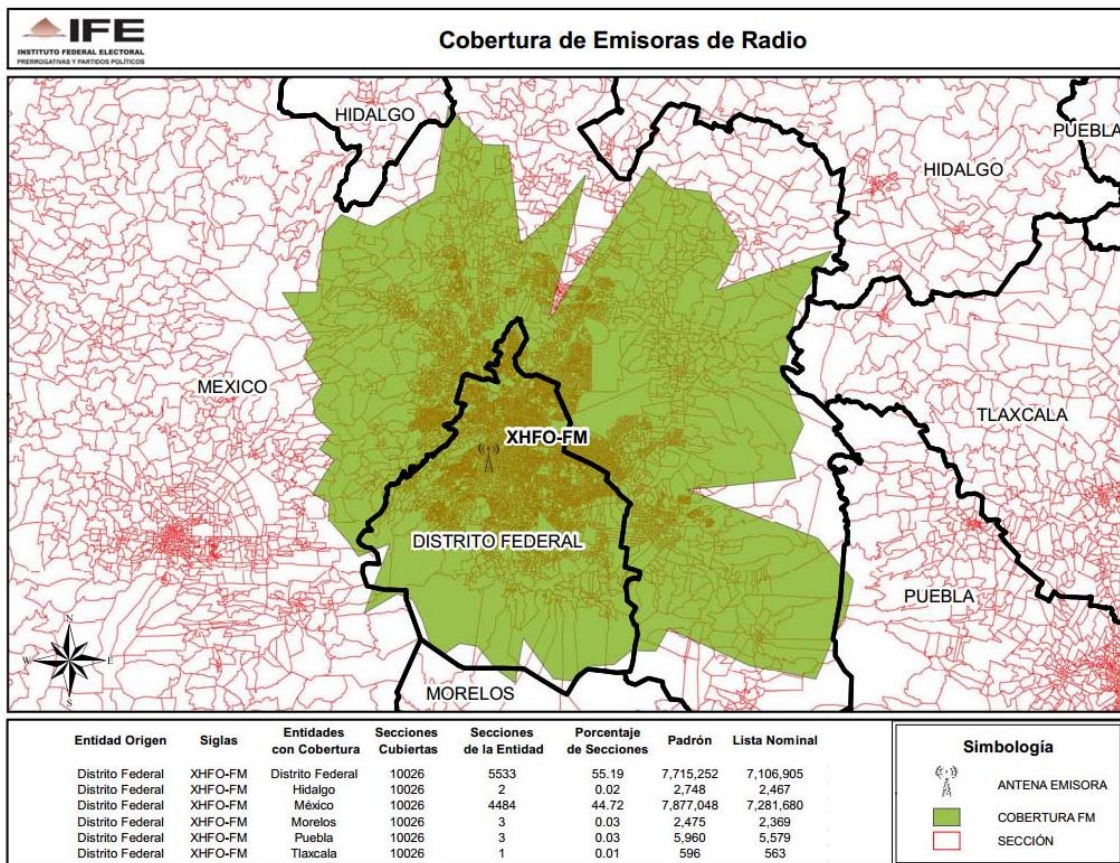 IFE
INSTITUTO FEDERAL ELECTORAL
PRERROGATIVAS Y PARTIDOS POLÍTICOS
Cobertura de Emisoras de Radio
HIDALGO
PUEBLA
HIDALGO
MEXICO
TLAXCALA
XHFO-FM
DISTRITO FEDERAL
PUEBLA
MORELOS
N
W E
S
Entidad Origen Siglas Entidades con Cobertura Secciones Cubiertas Secciones de la Entidad Porcentaje de Secciones Padrón Lista Nominal
Distrito Federal XHFO-FM Distrito Federal 10026 5533 55.19 7,715,252 7,106,905
Distrito Federal XHFO-FM Hidalgo 10026 2 0.02 2,748 2,467
Distrito Federal XHFO-FM México 10026 4484 44.72 7,877,048 7,281,680
Distrito Federal XHFO-FM Morelos 10026 3 0.03 2,475 2,369
Distrito Federal XHFO-FM Puebla 10026 3 0.03 5,960 5,579
Distrito Federal XHFO-FM Tlaxcala 10026 1 0.01 596 563
Simbología
ANTENA EMISORA
COBERTURA FM
SECCIÓN